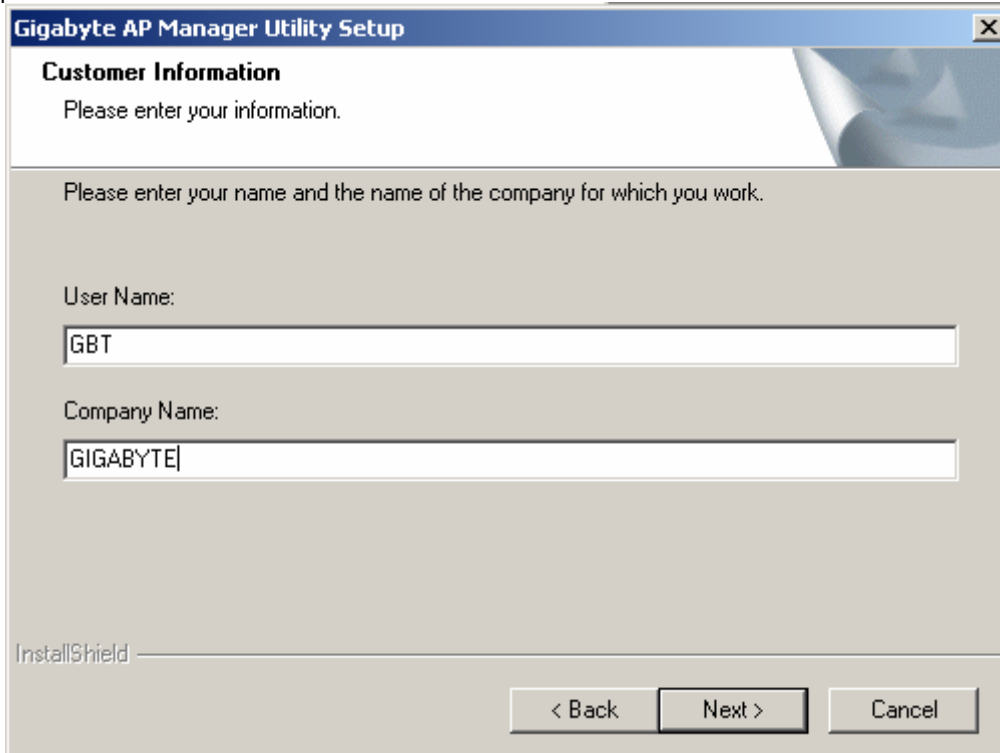 Gigabyte AP Manager Utility Setup
Customer Information
Please enter your information.
Please enter your name and the name of the company for which you work.
User Name:
GBT
Company Name:
GIGABYTE
InstallShield
< Back Next > Cancel